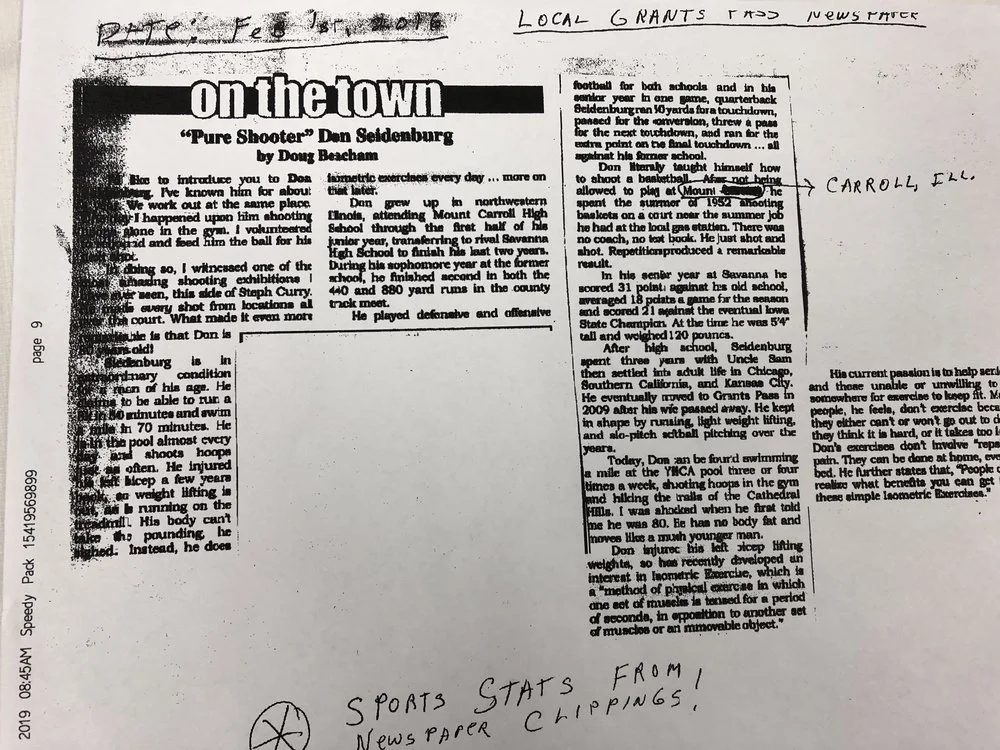 DATE: Feb 1st, 2016
LOCAL GRANTS PASS NEWSPAPER
on the town
"Pure Shooter" Don Seidenburg
by Doug Beacham
like to introduce you to Don
I've known him for about
We work out at the same place.
I happened upon him shooting
alone in the gym. I volunteered
and feed him the ball for his
shot.
In doing so, I witnessed one of the
most amazing shooting exhibitions I
ever seen, this side of Steph Curry.
made every shot from locations all
the court. What made it even more
is that Don is
old!
Siedenburg is in
extraordinary condition
a man of his age. He
to be able to run a
in 50 minutes and swim
a mile in 70 minutes. He
is in the pool almost every
day and shoots hoops
as often. He injured
his left bicep a few years
back, so weight lifting is
out, as is running on the
treadmill. His body can't
take the pounding, he
sighed. Instead, he does
isometric exercises every day ... more on
that later.
Don grew up in northwestern
Illinois, attending Mount Carroll High
School through the first half of his
junior year, transferring to rival Savanna
High School to finish his last two years.
During his sophomore year at the former
school, he finished second in both the
440 and 880 yard runs in the county
track meet.
He played defensive and offensive
football for both schools and in his
senior year in one game, quarterback
Seidenburg ran 50 yards for a touchdown,
passed for the conversion, threw a pass
for the next touchdown, and ran for the
extra point on the final touchdown ... all
against his former school.
Don literaly taught himself how
to shoot a basketball. After not being
allowed to play at Mount he
CARROLL, ILL.
spent the summer of 1952 shooting
baskets on a court near the summer job
he had at the local gas station. There was
no coach, no text book. He just shot and
shot. Repetition produced a remarkable
result.
In his senior year at Savanna he
scored 31 points against his old school,
averaged 18 points a game for the season
and scored 21 against the eventual Iowa
State Champion. At the time he was 5'4"
tall and weighed 120 pounds.
After high school, Seidenburg
spent three years with Uncle Sam
then settled into adult life in Chicago,
Southern California, and Kansas City.
He eventually moved to Grants Pass in
2009 after his wife passed away. He kept
in shape by running, light weight lifting,
and slo-pitch softball pitching over the
years.
Today, Don can be found swimming
a mile at the YMCA pool three or four
times a week, shooting hoops in the gym
and hiking the trails of the Cathedral
Hills. I was shocked when he first told
me he was 80. He has no body fat and
moves like a much younger man.
Don injured his left bicep lifting
weights, so has recently developed an
interest in Isometric Exercise, which is
a "method of physical exercise in which
one set of muscles is tensed for a period
of seconds, in opposition to another set
of muscles or an immovable object."
His current passion is to help seni
and those unable or unwilling to
somewhere for exercise to keep fit. M
people, he feels, don't exercise beca
they either can't or won't go out to d
they think it is hard, or it takes too l
Don's exercises don't involve "reps
pain. They can be done at home, eve
bed. He further states that, "People d
realize what benefits you can get
these simple Isometric Exercises."
SPORTS STATS FROM
NEWSPAPER CLIPPINGS!
2019 08:45AM Speedy Pack 15419569899 page 9